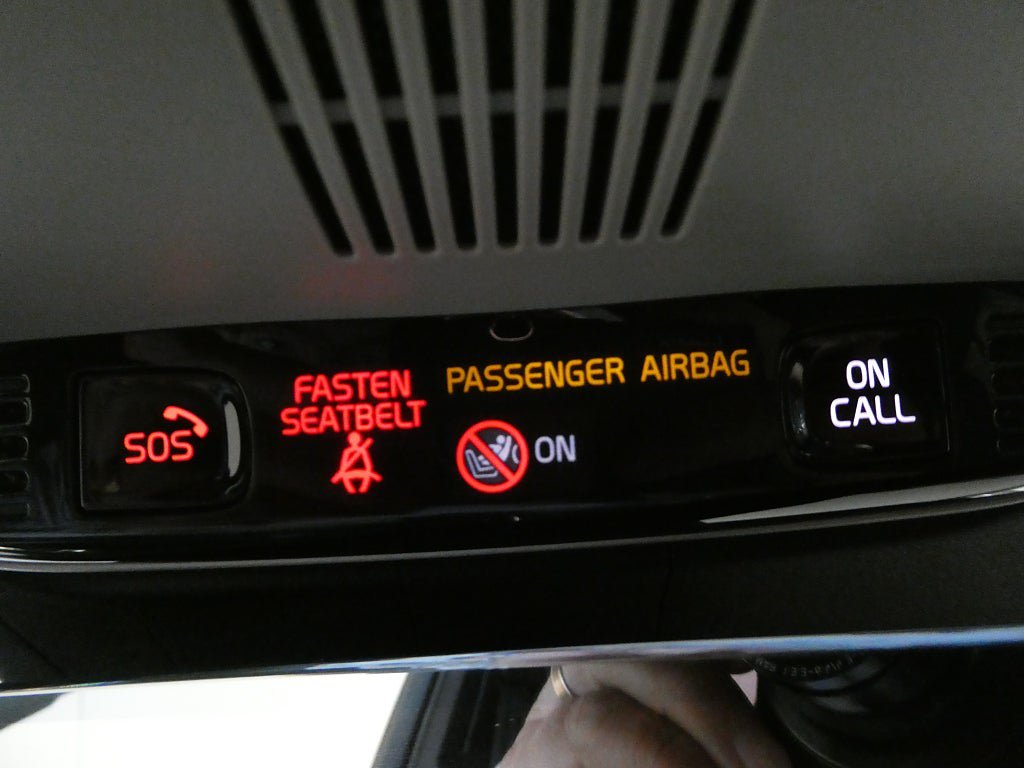 SOS
FASTEN
SEATBELT
PASSENGER AIRBAG
ON
ON
CALL